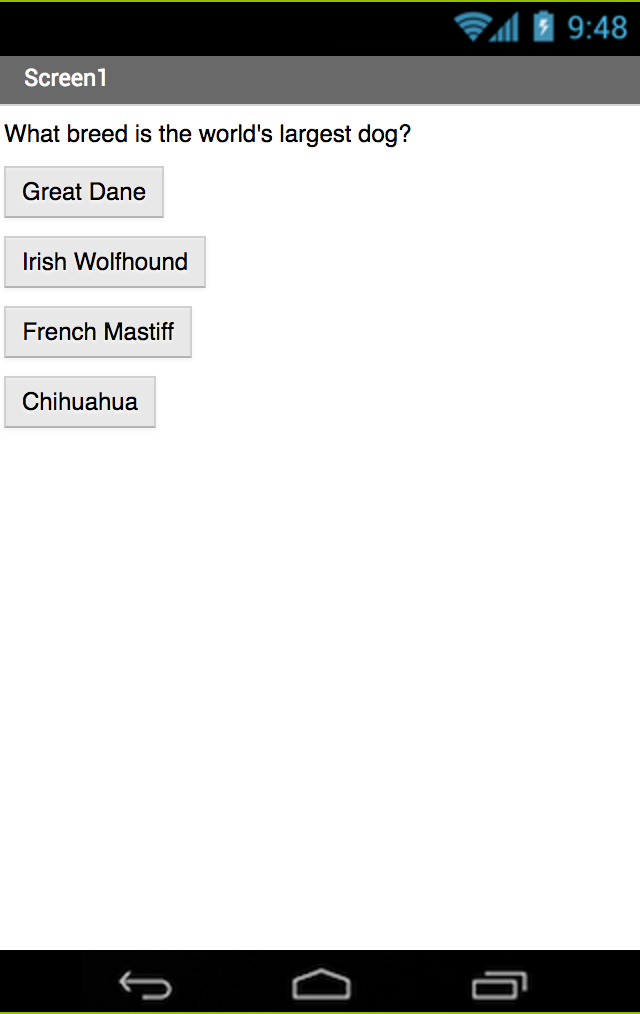 9:48
Screen1
What breed is the world's largest dog?
Great Dane
Irish Wolfhound
French Mastiff
Chihuahua